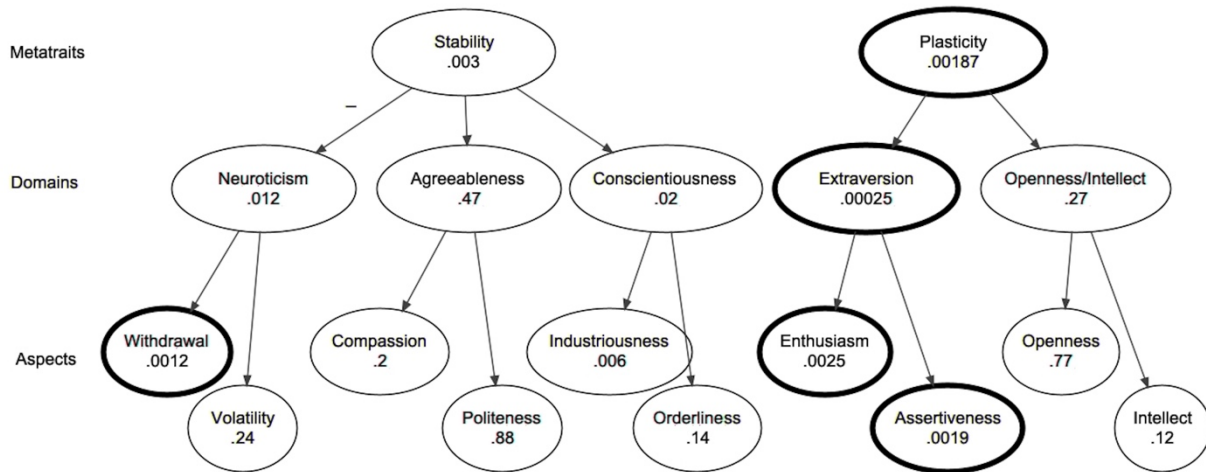 Metatraits
Stability
.003
Plasticity
.00187
–
Domains
Neuroticism
.012
Agreeableness
.47
Conscientiousness
.02
Extraversion
.00025
Openness/Intellect
.27
Aspects
Withdrawal
.0012
Compassion
.2
Industriousness
.006
Enthusiasm
.0025
Openness
.77
Volatility
.24
Politeness
.88
Orderliness
.14
Assertiveness
.0019
Intellect
.12